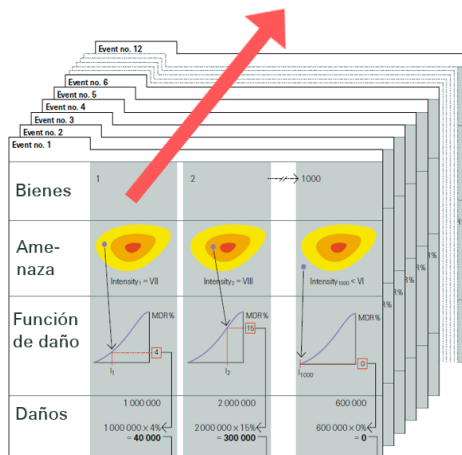 Event no. 12
Event no. 6
Event no. 5
Event no. 4
Event no. 3
Event no. 2
Event no. 1
Bienes
1
2
1000
Ame-
naza
Intensity1 = VII
Intensity2 = VIII
Intensity1000 < VI
Función
de daño
MDR%
4
I1
MDR%
15
I2
MDR%
0
I1000
Daños
1 000 000
2 000 000
600 000
1 000 000 x 4%
= 40 000
2 000 000 x 15%
= 300 000
600 000 x 0%
= 0